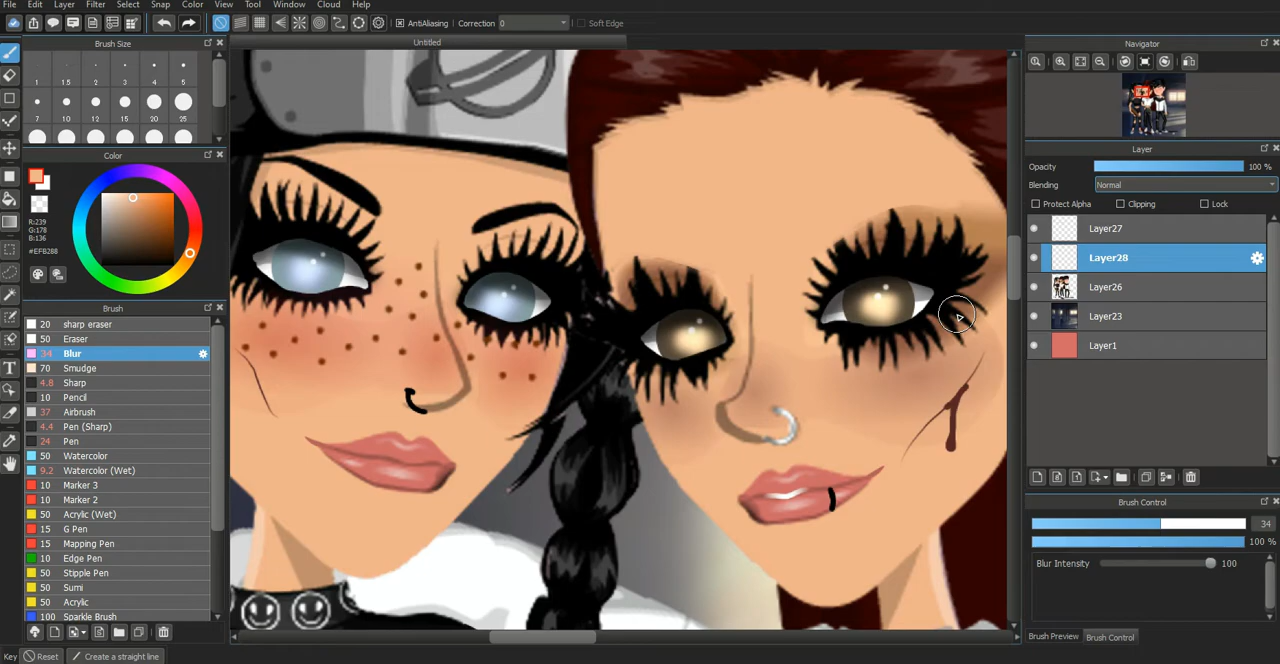 File Edit Layer Filter Select Snap Color View Tool Window Cloud Help
AntiAliasing Correction 0 Soft Edge
Brush Size
1 1.5 2 3 4 5
7 10 12 15 20 25
Color
R:239
G:178
B:136
#EFB288
Brush
20 sharp eraser
50 Eraser
34 Blur
70 Smudge
4.8 Sharp
10 Pencil
37 Airbrush
4.4 Pen (Sharp)
24 Pen
50 Watercolor
9.2 Watercolor (Wet)
15 Marker 3
10 Marker 2
50 Acrylic (Wet)
15 G Pen
15 Mapping Pen
10 Edge Pen
50 Stipple Pen
50 Sumi
50 Acrylic
100 Sparkle Brush
Key Reset Create a straight line
Untitled
Navigator
Layer
Opacity 100 %
Blending Normal
Protect Alpha Clipping Lock
Layer27
Layer28
Layer26
Layer23
Layer1
Brush Control
34
100 %
Blur Intensity 100
Brush Preview Brush Control